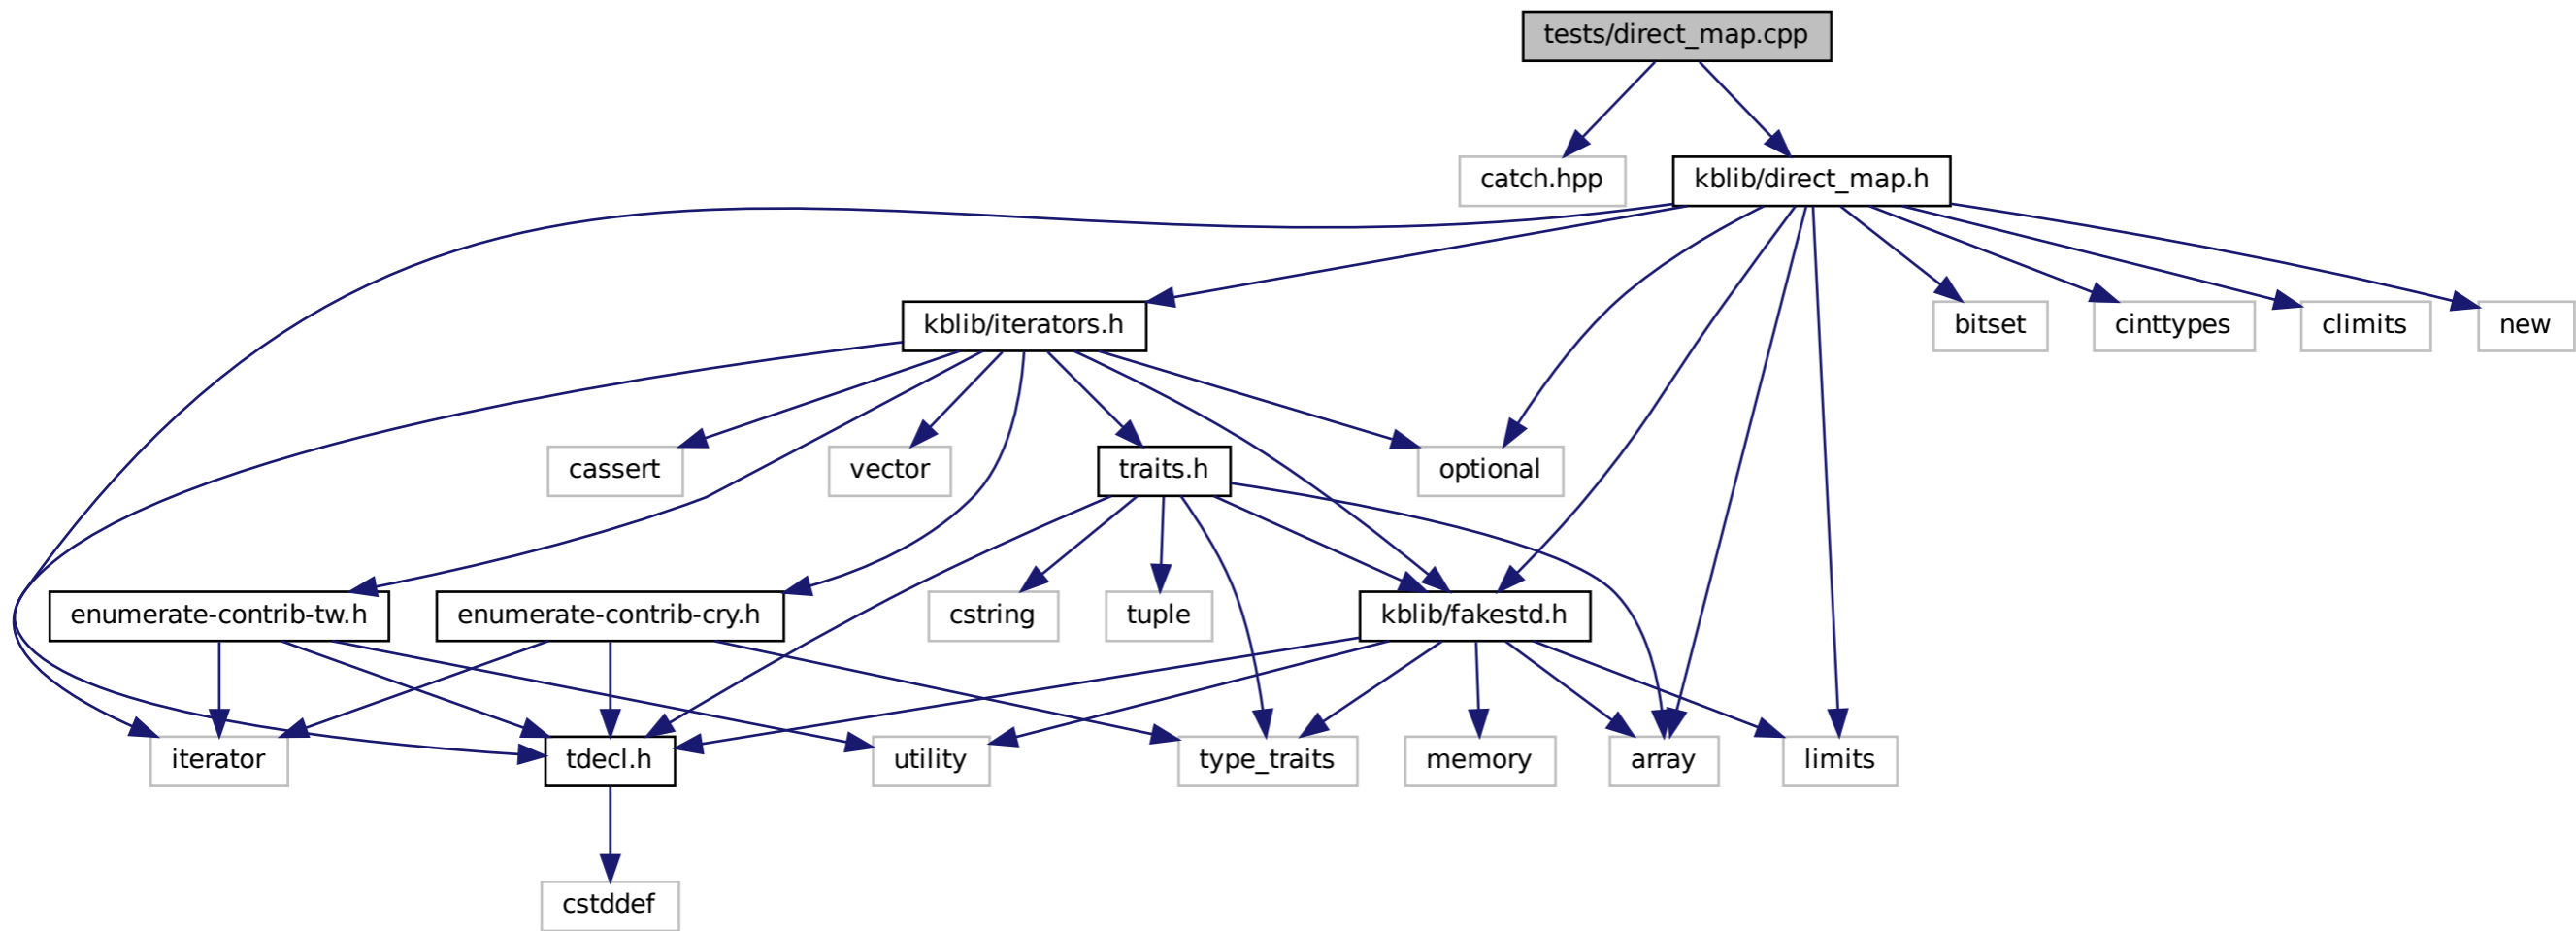 tests/direct_map.cpp
catch.hpp
kblib/direct_map.h
kblib/iterators.h
bitset
cinttypes
climits
new
cassert
vector
traits.h
optional
enumerate-contrib-tw.h
enumerate-contrib-cry.h
cstring
tuple
kblib/fakestd.h
iterator
tdecl.h
utility
type_traits
memory
array
limits
cstddef